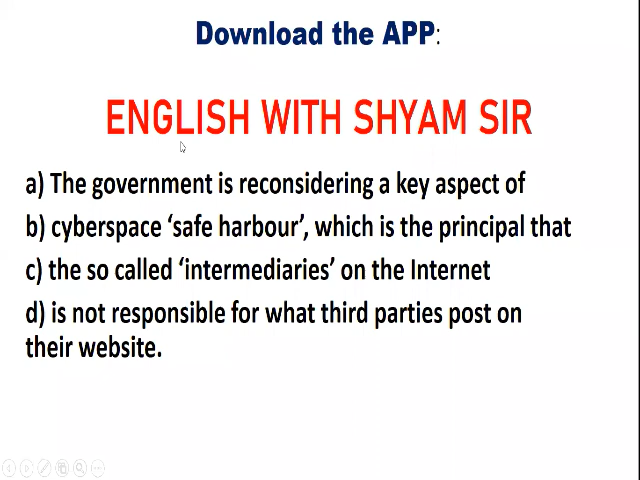 Download the APP:
ENGLISH WITH SHYAM SIR
a) The government is reconsidering a key aspect of
b) cyberspace ‘safe harbour’, which is the principal that
c) the so called ‘intermediaries’ on the Internet
d) is not responsible for what third parties post on
their website.